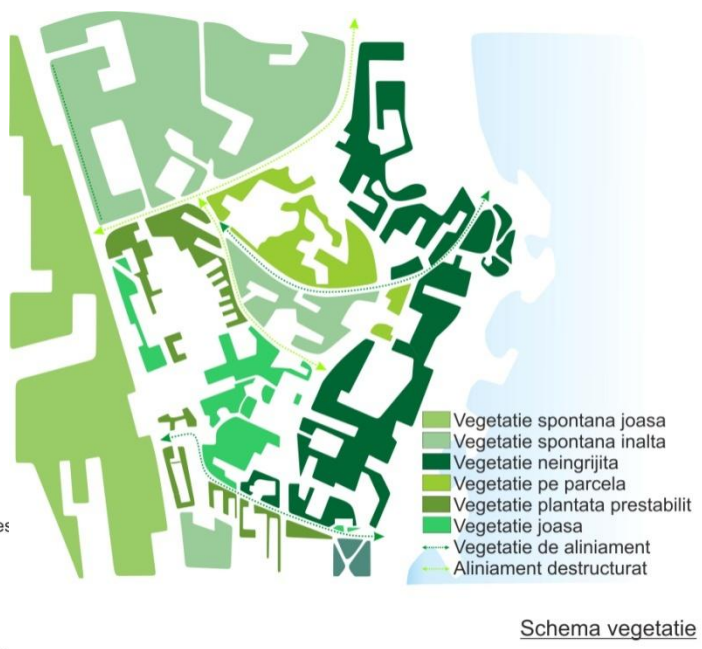 Vegetatie spontana joasa
Vegetatie spontana inalta
Vegetatie neingrijita
Vegetatie pe parcela
Vegetatie plantata prestabilit
es
Vegetatie joasa
Vegetatie de aliniament
Aliniament destructurat
Schema vegetatie